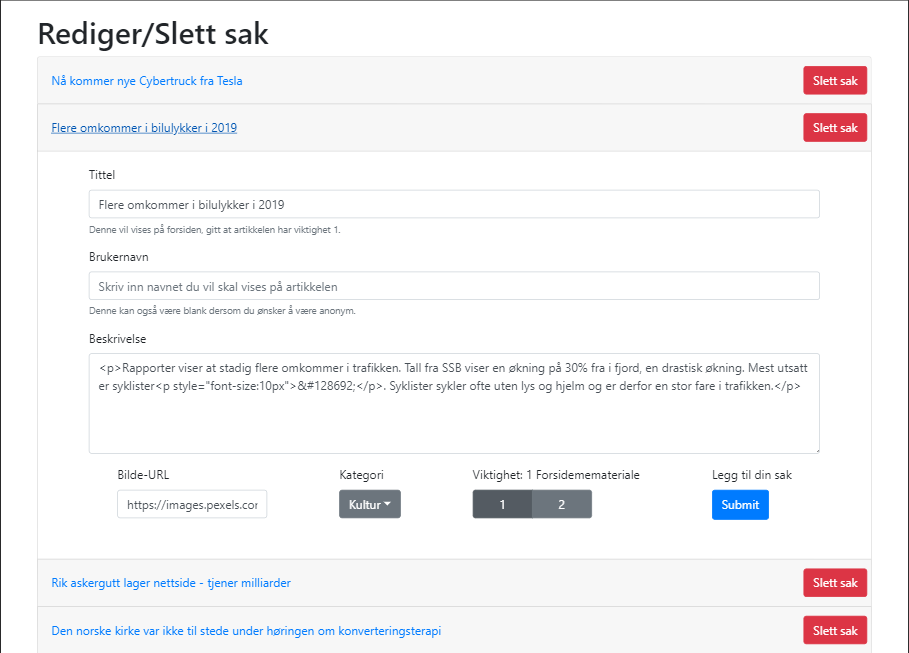 Rediger/Slett sak
Nå kommer nye Cybertruck fra Tesla
Slett sak
Flere omkommer i bilulykker i 2019
Slett sak
Tittel
Flere omkommer i bilulykker i 2019
Denne vil vises på forsiden, gitt at artikkelen har viktighet 1.
Brukernavn
Skriv inn navnet du vil skal vises på artikkelen
Denne kan også være blank dersom du ønsker å være anonym.
Beskrivelse
<p>Rapporter viser at stadig flere omkommer i trafikken. Tall fra SSB viser en økning på 30% fra i fjord, en drastisk økning. Mest utsatt
er syklister<p style="font-size:10px">&#128692;</p>. Syklister sykler ofte uten lys og hjelm og er derfor en stor fare i trafikken.</p>
Bilde-URL
Kategori
Viktighet: 1 Forsidemateriale
Legg til din sak
https://images.pexels.cor
Kultur
1
2
Submit
Rik askergutt lager nettside - tjener milliarder
Slett sak
Den norske kirke var ikke til stede under høringen om konverteringsterapi
Slett sak